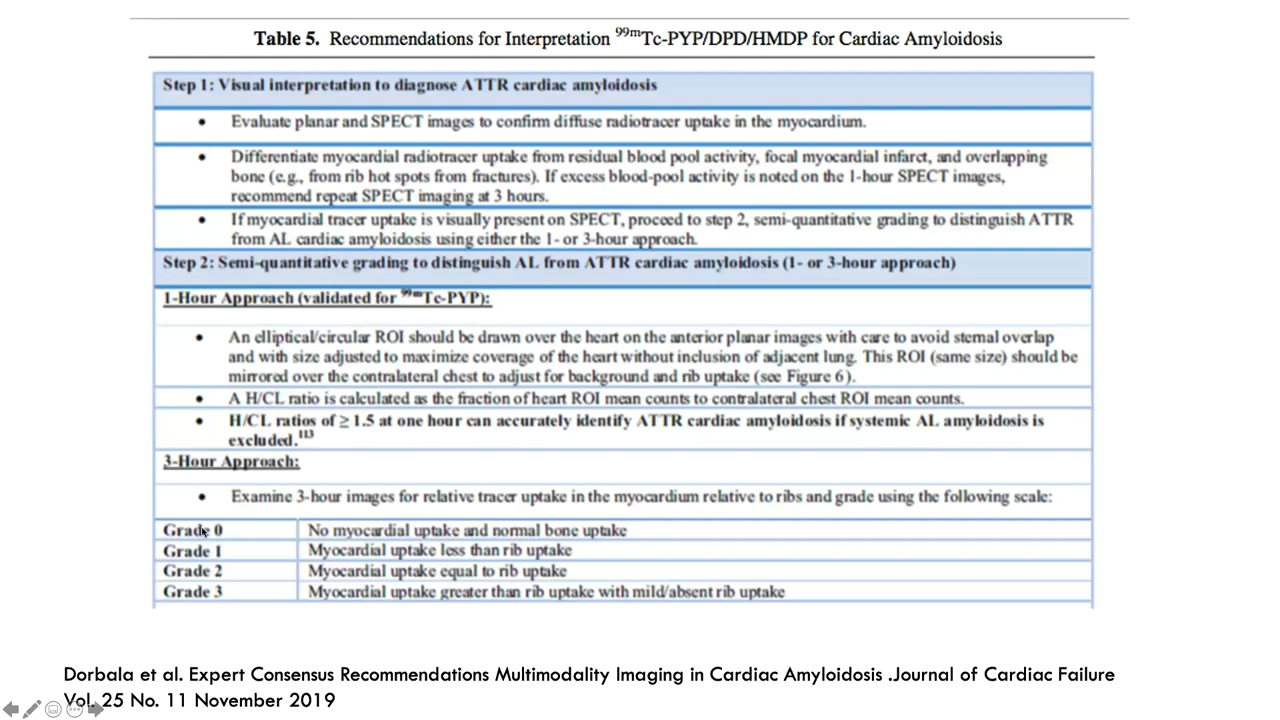 Table 5. Recommendations for Interpretation 99mTc-PYP/DPD/HMDP for Cardiac Amyloidosis
Step 1: Visual interpretation to diagnose ATTR cardiac amyloidosis
• Evaluate planar and SPECT images to confirm diffuse radiotracer uptake in the myocardium.
• Differentiate myocardial radiotracer uptake from residual blood pool activity, focal myocardial infarct, and overlapping
bone (e.g., from rib hot spots from fractures). If excess blood-pool activity is noted on the 1-hour SPECT images,
recommend repeat SPECT imaging at 3 hours.
• If myocardial tracer uptake is visually present on SPECT, proceed to step 2, semi-quantitative grading to distinguish ATTR
from AL cardiac amyloidosis using either the 1- or 3-hour approach.
Step 2: Semi-quantitative grading to distinguish AL from ATTR cardiac amyloidosis (1- or 3-hour approach)
1-Hour Approach (validated for 99mTc-PYP):
• An elliptical/circular ROI should be drawn over the heart on the anterior planar images with care to avoid sternal overlap
and with size adjusted to maximize coverage of the heart without inclusion of adjacent lung. This ROI (same size) should be
mirrored over the contralateral chest to adjust for background and rib uptake (see Figure 6).
• A H/CL ratio is calculated as the fraction of heart ROI mean counts to contralateral chest ROI mean counts.
• H/CL ratios of ≥ 1.5 at one hour can accurately identify ATTR cardiac amyloidosis if systemic AL amyloidosis is
excluded.113
3-Hour Approach:
• Examine 3-hour images for relative tracer uptake in the myocardium relative to ribs and grade using the following scale:
Grade 0 No myocardial uptake and normal bone uptake
Grade 1 Myocardial uptake less than rib uptake
Grade 2 Myocardial uptake equal to rib uptake
Grade 3 Myocardial uptake greater than rib uptake with mild/absent rib uptake
Dorbala et al. Expert Consensus Recommendations Multimodality Imaging in Cardiac Amyloidosis .Journal of Cardiac Failure
Vol. 25 No. 11 November 2019